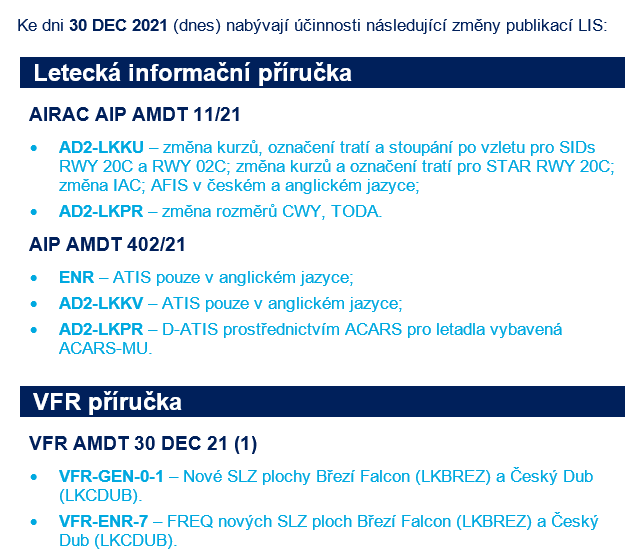 Ke dni 30 DEC 2021 (dnes) nabývají účinnosti následující změny publikací LIS:
Letecká informační příručka
AIRAC AIP AMDT 11/21
• AD2-LKKU – změna kurzů, označení tratí a stoupání po vzletu pro SIDs
RWY 20C a RWY 02C; změna kurzů a označení tratí pro STAR RWY 20C;
změna IAC; AFIS v českém a anglickém jazyce;
• AD2-LKPR – změna rozměrů CWY, TODA.
AIP AMDT 402/21
• ENR – ATIS pouze v anglickém jazyce;
• AD2-LKKV – ATIS pouze v anglickém jazyce;
• AD2-LKPR – D-ATIS prostřednictvím ACARS pro letadla vybavená
ACARS-MU.
VFR příručka
VFR AMDT 30 DEC 21 (1)
• VFR-GEN-0-1 – Nové SLZ plochy Březí Falcon (LKBREZ) a Český Dub
(LKCDUB).
• VFR-ENR-7 – FREQ nových SLZ ploch Březí Falcon (LKBREZ) a Český
Dub (LKCDUB).